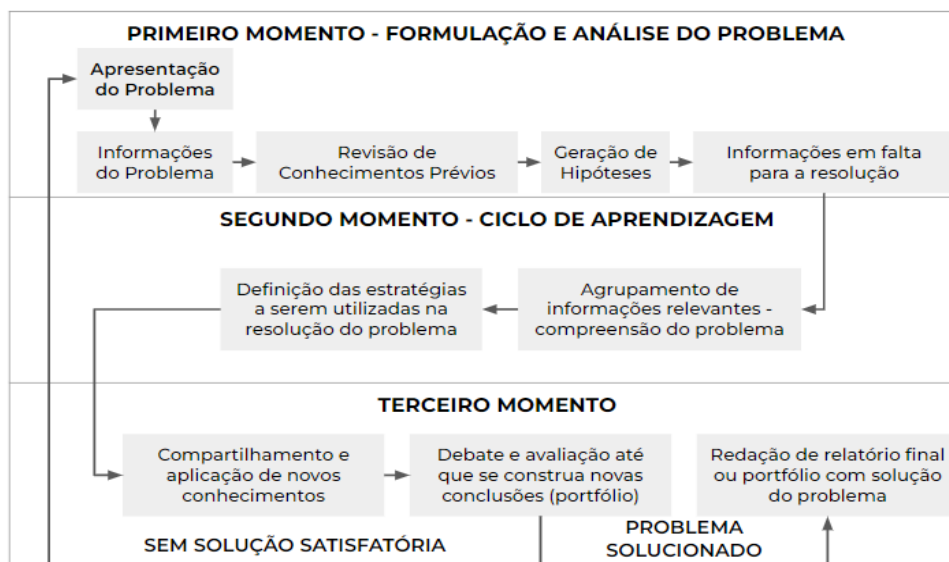 PRIMEIRO MOMENTO - FORMULAÇÃO E ANÁLISE DO PROBLEMA
Apresentação
do Problema
Informações
do Problema
Revisão de
Conhecimentos Prévios
Geração de
Hipóteses
Informações em falta
para a resolução
SEGUNDO MOMENTO - CICLO DE APRENDIZAGEM
Definição das estratégias
a serem utilizadas na
resolução do problema
Agrupamento de
informações relevantes -
compreensão do problema
TERCEIRO MOMENTO
Compartilhamento e
aplicação de novos
conhecimentos
Debate e avaliação até
que se construa novas
conclusões (portfólio)
Redação de relatório final
ou portfólio com solução
do problema
SEM SOLUÇÃO SATISFATÓRIA
PROBLEMA
SOLUCIONADO